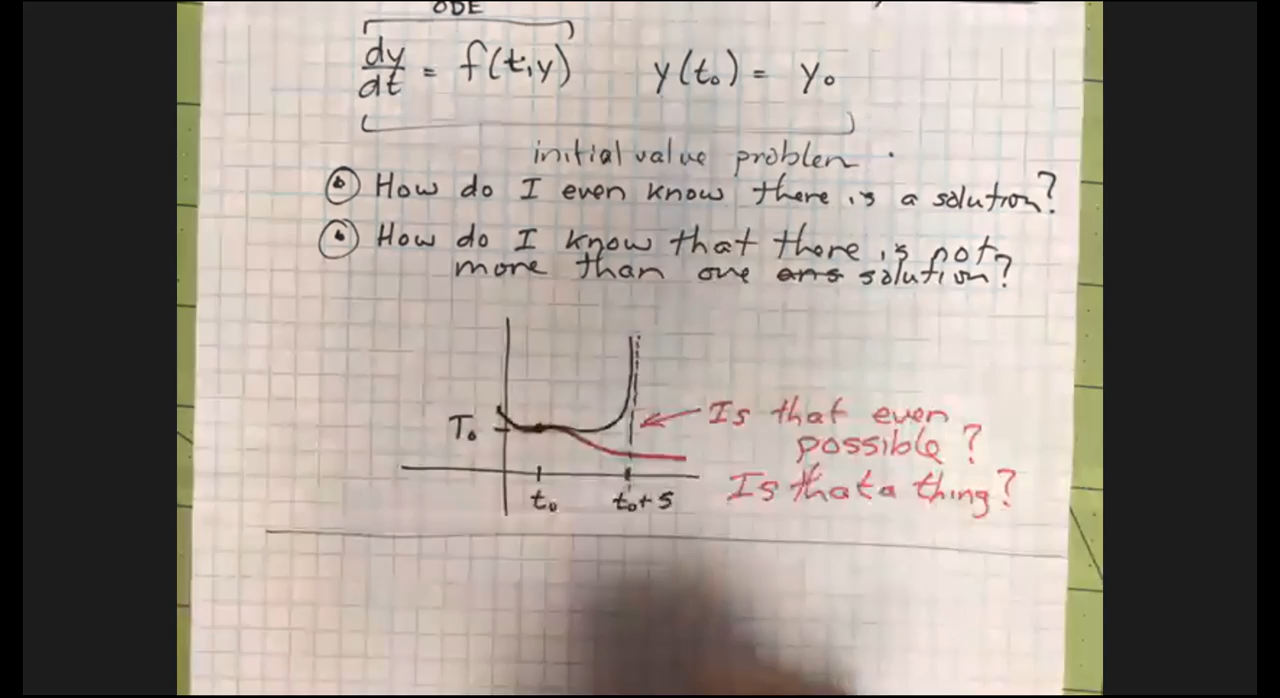 ODE
dy/dt = f(t,y) y(t₀) = y₀
initial value problem.
⓪ How do I even know there is a solution?
⓪ How do I know that there is not
more than one ans solution?
T₀
Is that even
possible?
Is that a thing?
t₀ t₀+5